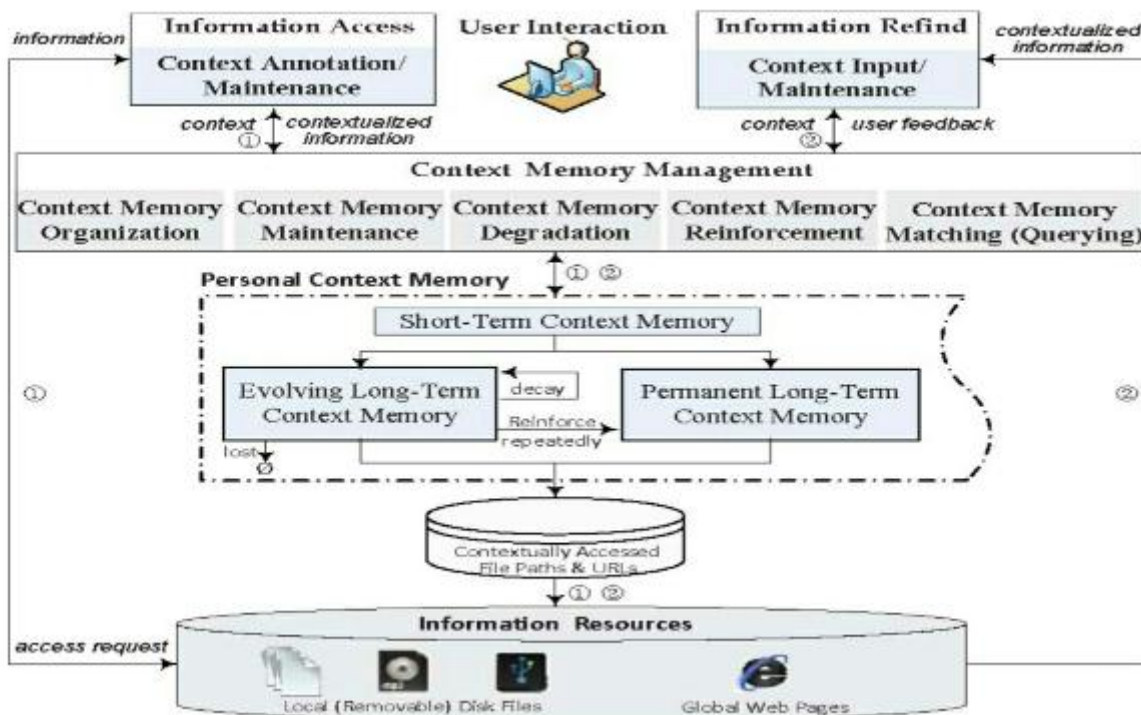 Information Access
User Interaction
Information Refind
information
contextualized
information
Context Annotation/
Maintenance
Context Input/
Maintenance
context
①
contextualized
information
context
②
user feedback
Context Memory Management
Context Memory
Organization
Context Memory
Maintenance
Context Memory
Degradation
Context Memory
Reinforcement
Context Memory
Matching (Querying)
① ②
Personal Context Memory
Short-Term Context Memory
①
②
Evolving Long-Term
Context Memory
decay
Reinforce
repeatedly
Permanent Long-Term
Context Memory
lost
Ø
Contextually Accessed
File Paths & URLs
① ②
Information Resources
access request
Local (Removable) Disk Files
Global Web Pages